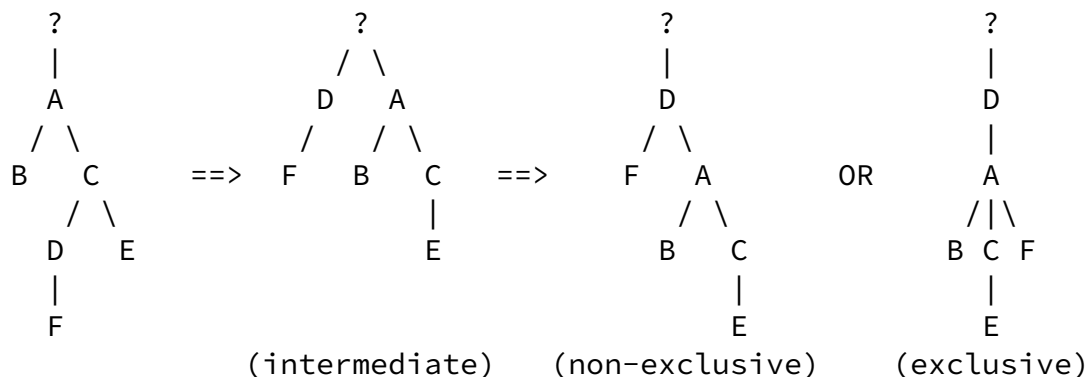 ? ? ? ?
| / \ | |
A D A D D
/ \ / / \ / \ |
B C ==> F B C ==> F A OR A
/ \ | / \ /|\
D E E B C B C F
| | |
F E E
(intermediate) (non-exclusive) (exclusive)